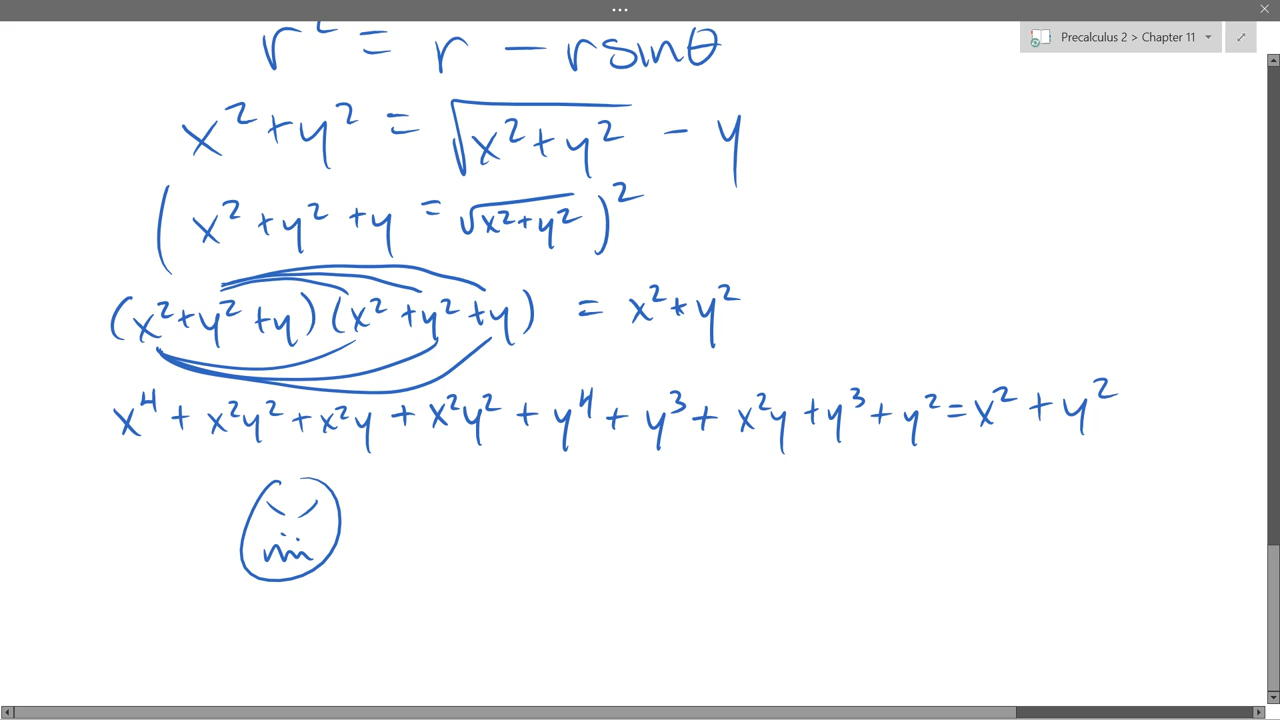 Precalculus 2 > Chapter 11
r² = r − r sinθ
x² + y² = √(x² + y²) − y
(x² + y² + y = √(x² + y²))²
(x² + y² + y)(x² + y² + y) = x² + y²
x⁴ + x²y² + x²y + x²y² + y⁴ + y³ + x²y + y³ + y² = x² + y²